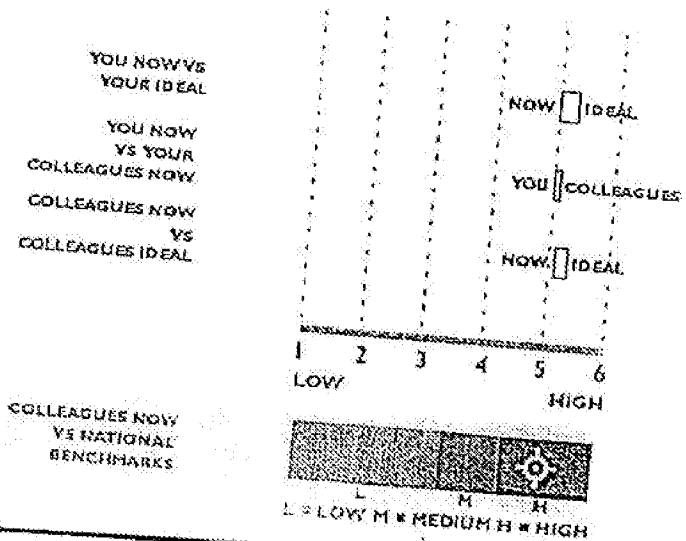 YOU NOW VS
YOUR IDEAL
NOW IDEAL
YOU NOW
VS YOUR
COLLEAGUES NOW
YOU COLLEAGUES
COLLEAGUES NOW
VS
COLLEAGUES IDEAL
NOW IDEAL
1 2 3 4 5 6
LOW HIGH
COLLEAGUES NOW
VS NATIONAL
BENCHMARKS
L M H
L = LOW M = MEDIUM H = HIGH